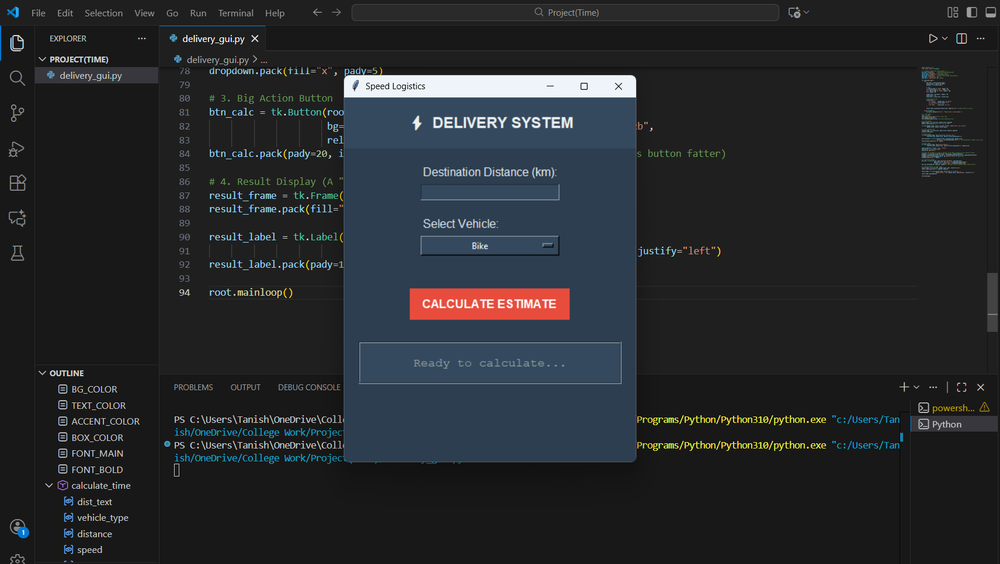 File Edit Selection View Go Run Terminal Help
Project(Time)
EXPLORER
PROJECT(TIME)
delivery_gui.py
OUTLINE
BG_COLOR
TEXT_COLOR
ACCENT_COLOR
BOX_COLOR
FONT_MAIN
FONT_BOLD
calculate_time
dist_text
vehicle_type
distance
speed
1
delivery_gui.py
delivery_gui.py > ...
78 dropdown.pack(fill="x", pady=5)
79
80 # 3. Big Action Button
81 btn_calc = tk.Button(roo
82 bg= 2b",
83 rel
84 btn_calc.pack(pady=20, i s button fatter)
85
86 # 4. Result Display (A "
87 result_frame = tk.Frame(
88 result_frame.pack(fill="
89
90 result_label = tk.Label(
91 justify="left")
92 result_label.pack(pady=1
93
94 root.mainloop()
Speed Logistics
DELIVERY SYSTEM
Destination Distance (km):
Select Vehicle:
Bike
CALCULATE ESTIMATE
Ready to calculate...
PROBLEMS OUTPUT DEBUG CONSOLE
PS C:\Users\Tanish\OneDrive\Colle Programs/Python/Python310/python.exe "c:/Users/Tan
ish/OneDrive/College Work/Project
PS C:\Users\Tanish\OneDrive\Colle Programs/Python/Python310/python.exe "c:/Users/Tan
ish/OneDrive/College Work/Project
powersh...
Python